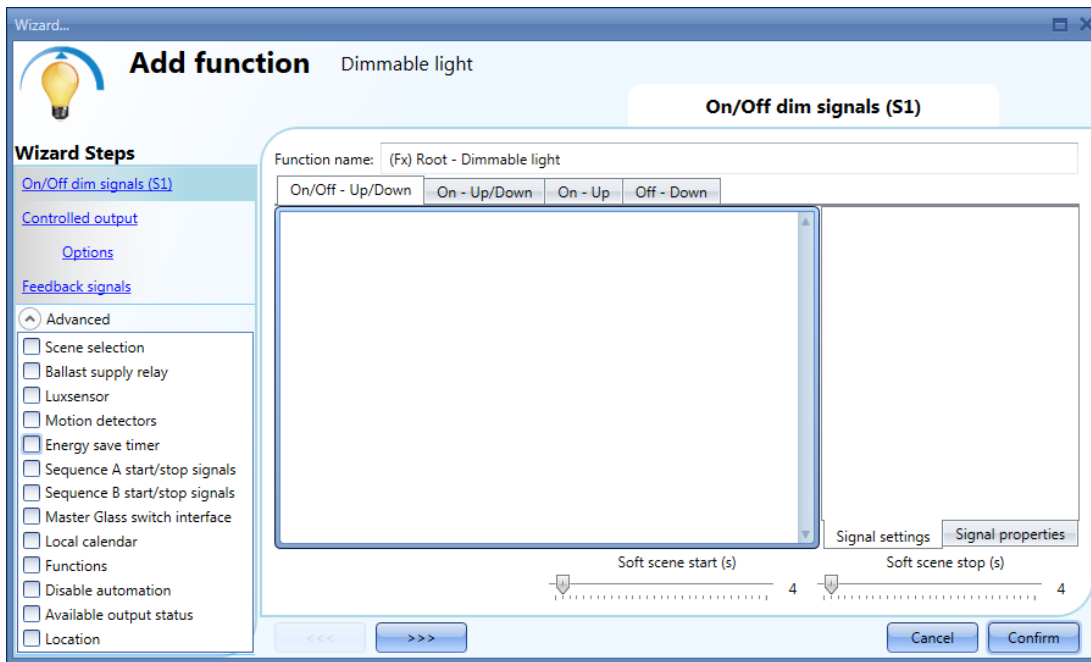 Wizard...
Add function Dimmable light
On/Off dim signals (S1)
Wizard Steps
On/Off dim signals (S1)
Controlled output
Options
Feedback signals
Advanced
Scene selection
Ballast supply relay
Luxsensor
Motion detectors
Energy save timer
Sequence A start/stop signals
Sequence B start/stop signals
Master Glass switch interface
Local calendar
Functions
Disable automation
Available output status
Location
Function name: (Fx) Root - Dimmable light
On/Off - Up/Down On - Up/Down On - Up Off - Down
Signal settings Signal properties
Soft scene start (s) Soft scene stop (s)
4 4
<<< >>> Cancel Confirm